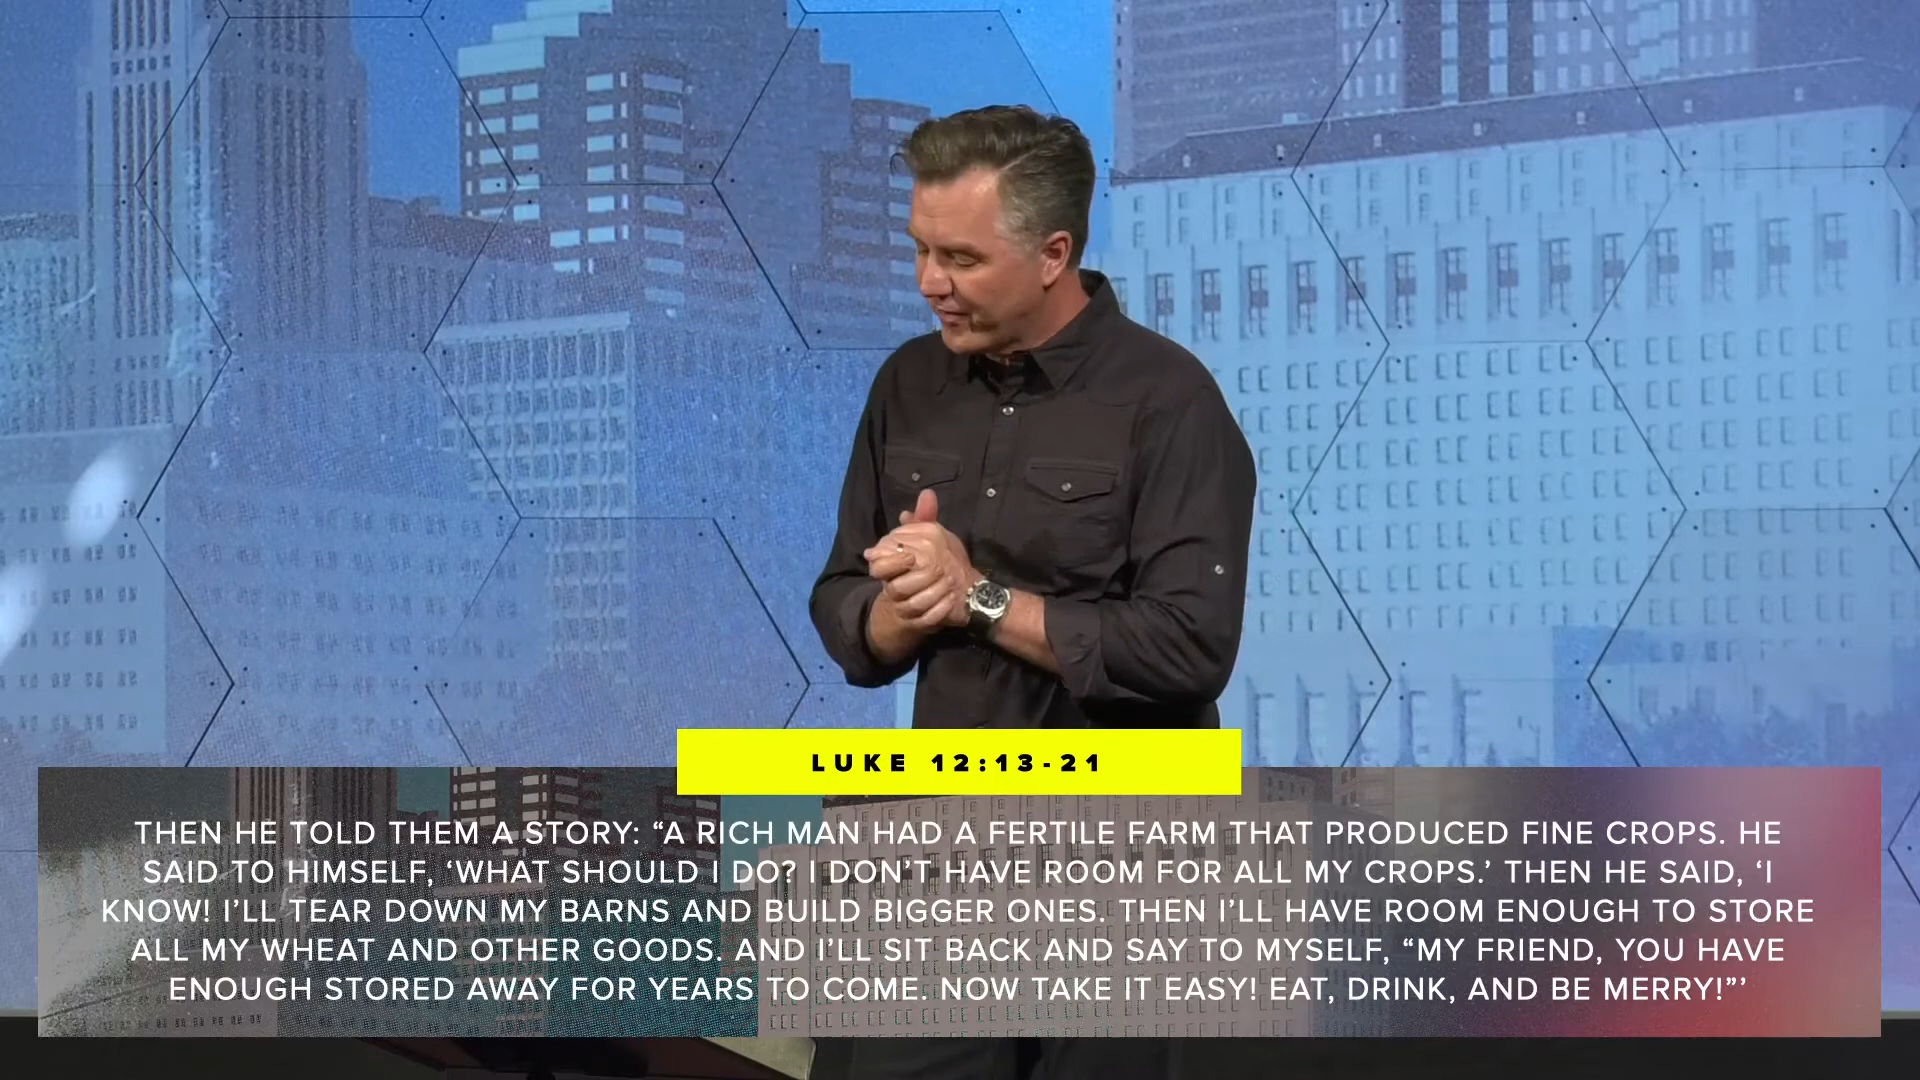 LUKE 12:13-21
THEN HE TOLD THEM A STORY: “A RICH MAN HAD A FERTILE FARM THAT PRODUCED FINE CROPS. HE
SAID TO HIMSELF, ‘WHAT SHOULD I DO? I DON’T HAVE ROOM FOR ALL MY CROPS.’ THEN HE SAID, ‘I
KNOW! I’LL TEAR DOWN MY BARNS AND BUILD BIGGER ONES. THEN I’LL HAVE ROOM ENOUGH TO STORE
ALL MY WHEAT AND OTHER GOODS. AND I’LL SIT BACK AND SAY TO MYSELF, “MY FRIEND, YOU HAVE
ENOUGH STORED AWAY FOR YEARS TO COME. NOW TAKE IT EASY! EAT, DRINK, AND BE MERRY!”’